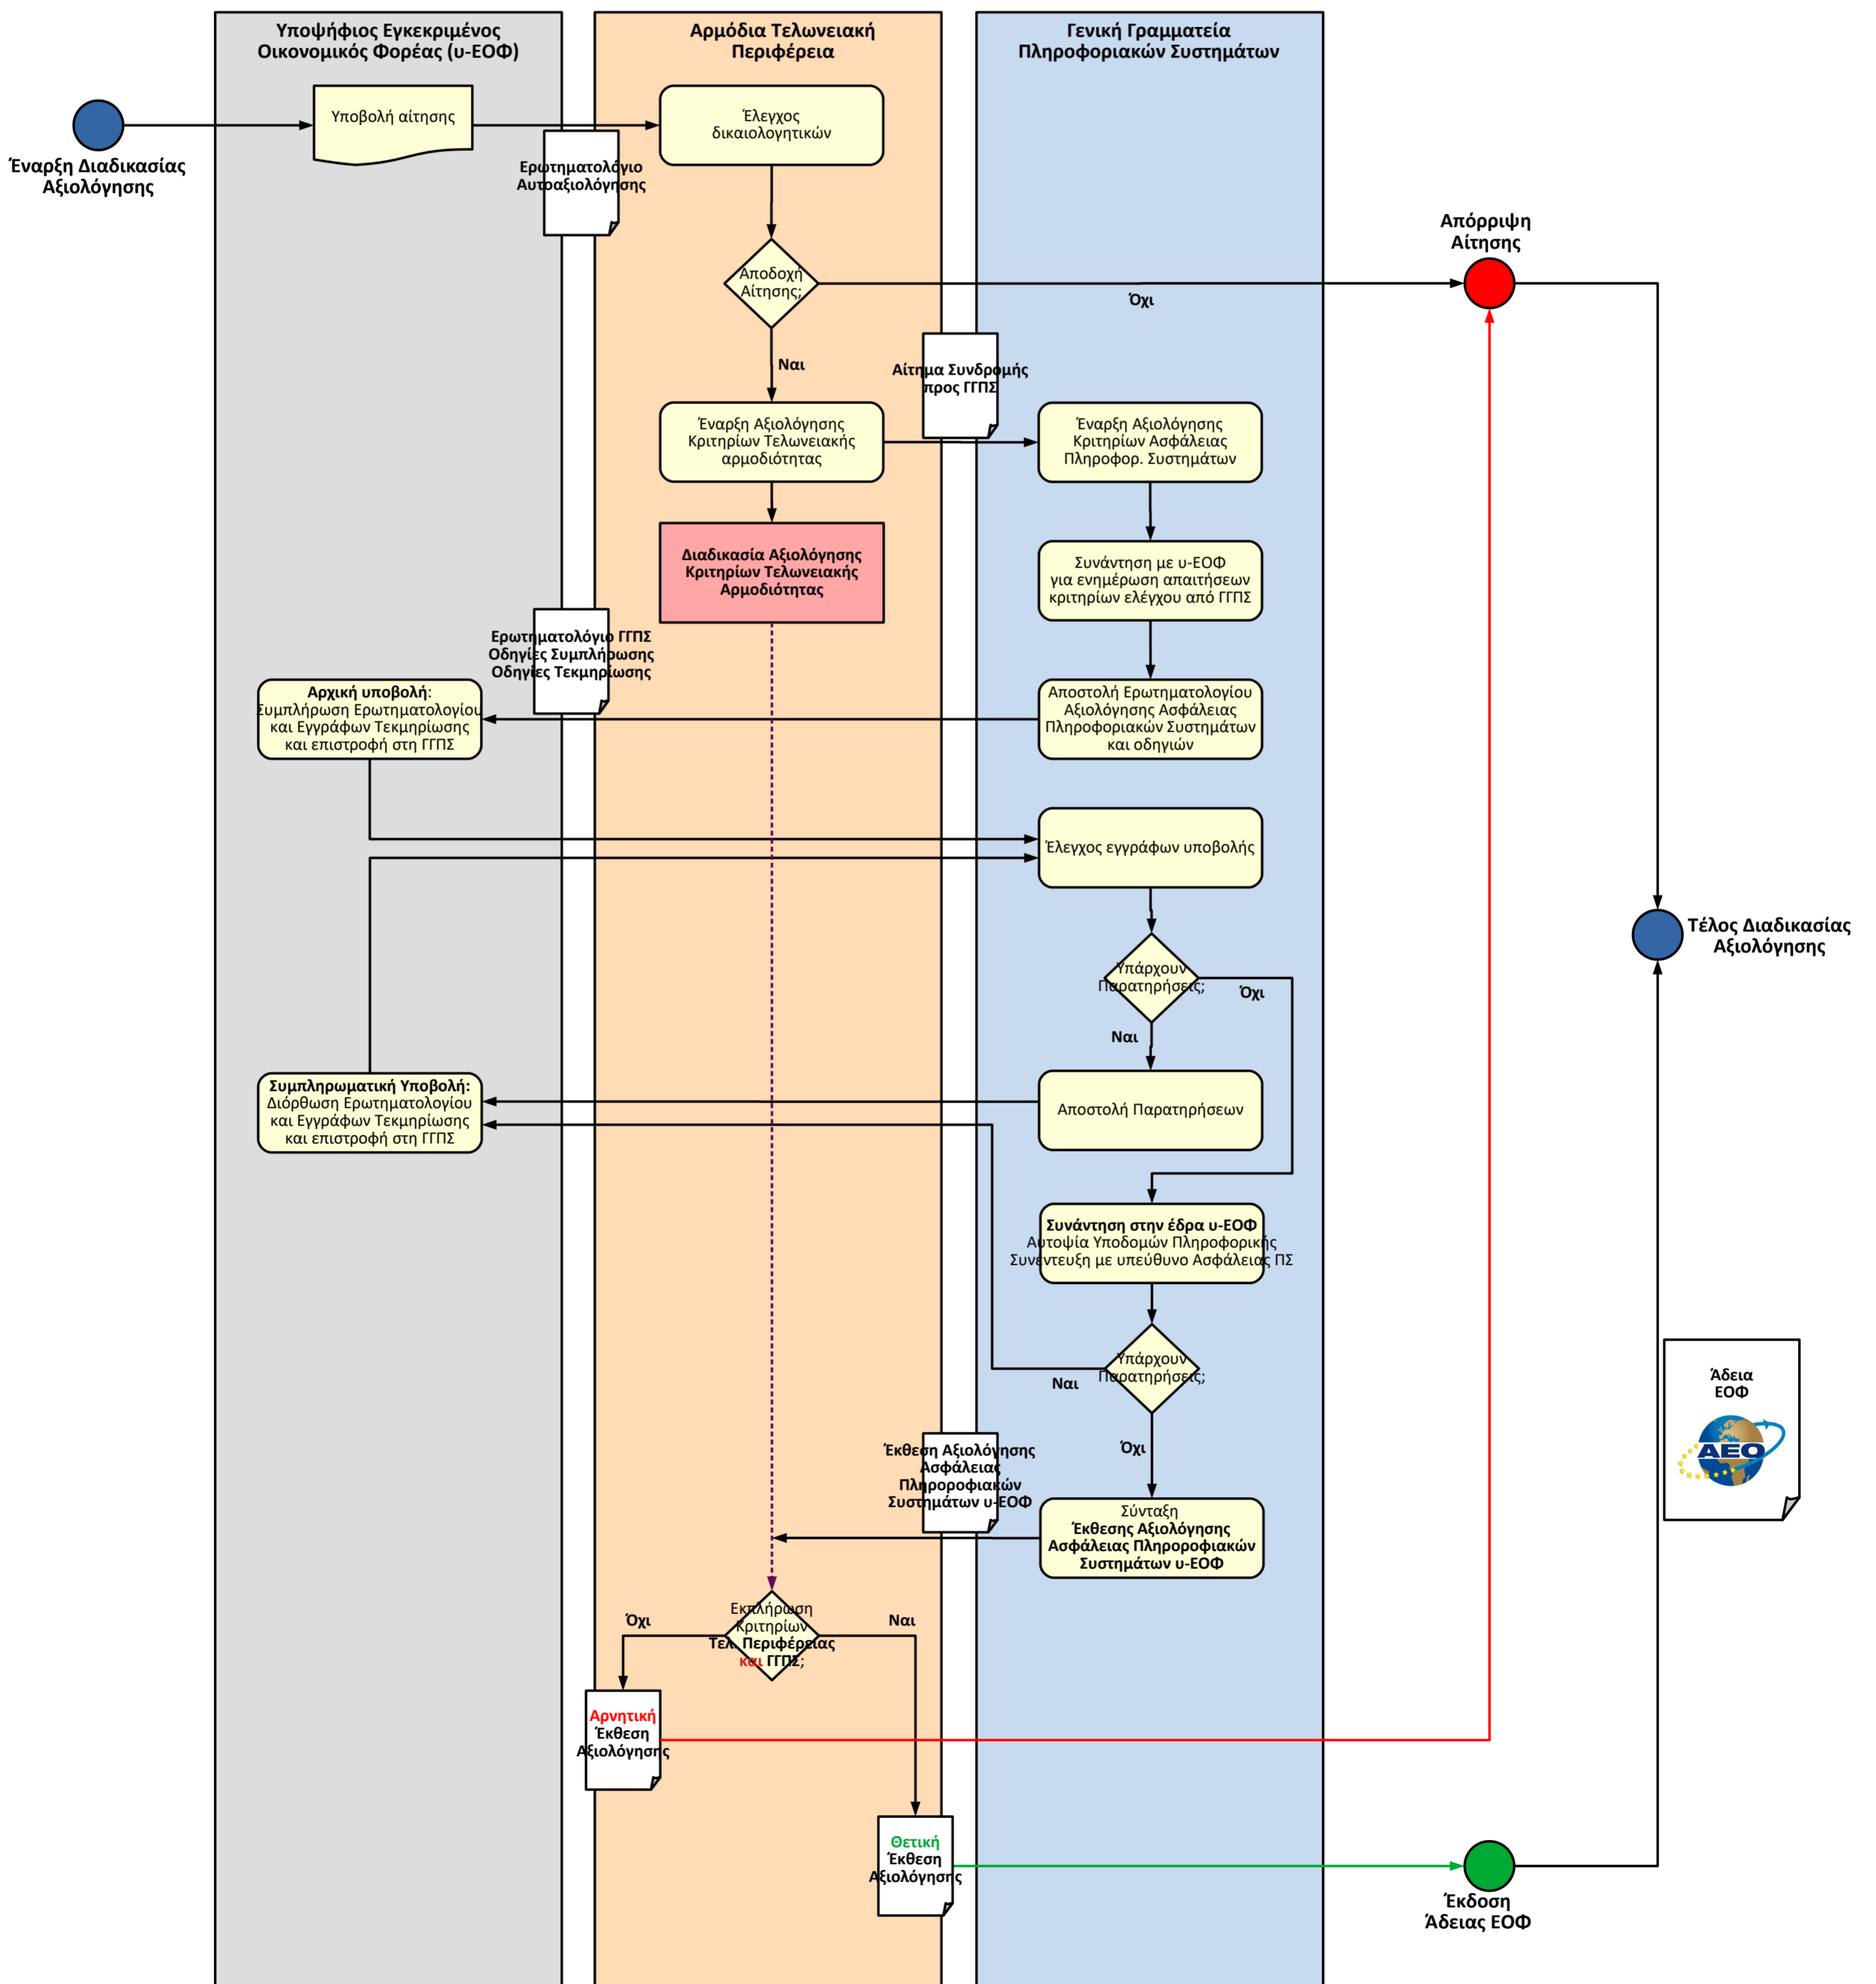 Υποψήφιος Εγκεκριμένος
Οικονομικός Φορέας (υ-ΕΟΦ)
Αρμόδια Τελωνειακή
Περιφέρεια
Γενική Γραμματεία
Πληροφοριακών Συστημάτων
Έναρξη Διαδικασίας
Αξιολόγησης
Υποβολή αίτησης
Ερωτηματολόγιο
Αυτοαξιολόγησης
Έλεγχος
δικαιολογητικών
Αποδοχή
Αίτησης;
Όχι
Απόρριψη
Αίτησης
Ναι
Αίτημα Συνδρομής
προς ΓΓΠΣ
Έναρξη Αξιολόγησης
Κριτηρίων Τελωνειακής
αρμοδιότητας
Έναρξη Αξιολόγησης
Κριτηρίων Ασφάλειας
Πληροφορ. Συστημάτων
Διαδικασία Αξιολόγησης
Κριτηρίων Τελωνειακής
Αρμοδιότητας
Συνάντηση με υ-ΕΟΦ
για ενημέρωση απαιτήσεων
κριτηρίων ελέγχου από ΓΓΠΣ
Ερωτηματολόγιο ΓΓΠΣ
Οδηγίες Συμπλήρωσης
Οδηγίες Τεκμηρίωσης
Αρχική υποβολή:
Συμπλήρωση Ερωτηματολογίου
και Εγγράφων Τεκμηρίωσης
και επιστροφή στη ΓΓΠΣ
Αποστολή Ερωτηματολογίου
Αξιολόγησης Ασφάλειας
Πληροφοριακών Συστημάτων
και οδηγιών
Έλεγχος εγγράφων υποβολής
Τέλος Διαδικασίας
Αξιολόγησης
Υπάρχουν
Παρατηρήσεις;
Όχι
Ναι
Συμπληρωματική Υποβολή:
Διόρθωση Ερωτηματολογίου
και Εγγράφων Τεκμηρίωσης
και επιστροφή στη ΓΓΠΣ
Αποστολή Παρατηρήσεων
Συνάντηση στην έδρα υ-ΕΟΦ
Αυτοψία Υποδομών Πληροφορικής
Συνέντευξη με υπεύθυνο Ασφάλειας ΠΣ
Υπάρχουν
Παρατηρήσεις;
Ναι
Όχι
Άδεια
ΕΟΦ
AEO
Έκθεση Αξιολόγησης
Ασφάλειας
Πληροροφιακών
Συστημάτων υ-ΕΟΦ
Σύνταξη
Έκθεσης Αξιολόγησης
Ασφάλειας Πληροροφιακών
Συστημάτων υ-ΕΟΦ
Εκπλήρωση
Κριτηρίων
Τελ. Περιφέρειας
και ΓΓΠΣ;
Όχι
Ναι
Αρνητική
Έκθεση
Αξιολόγησης
Θετική
Έκθεση
Αξιολόγησης
Έκδοση
Άδειας ΕΟΦ